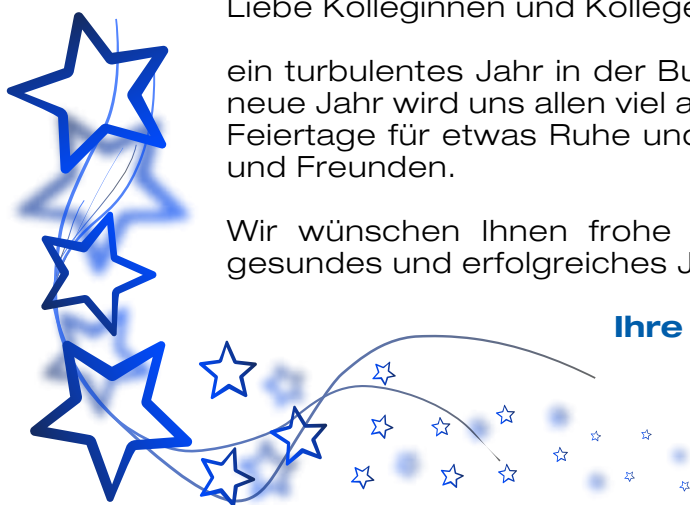 Liebe Kolleginnen und Kollege
ein turbulentes Jahr in der Bu
neue Jahr wird uns allen viel a
Feiertage für etwas Ruhe und
und Freunden.
Wir wünschen Ihnen frohe
gesundes und erfolgreiches J
Ihre